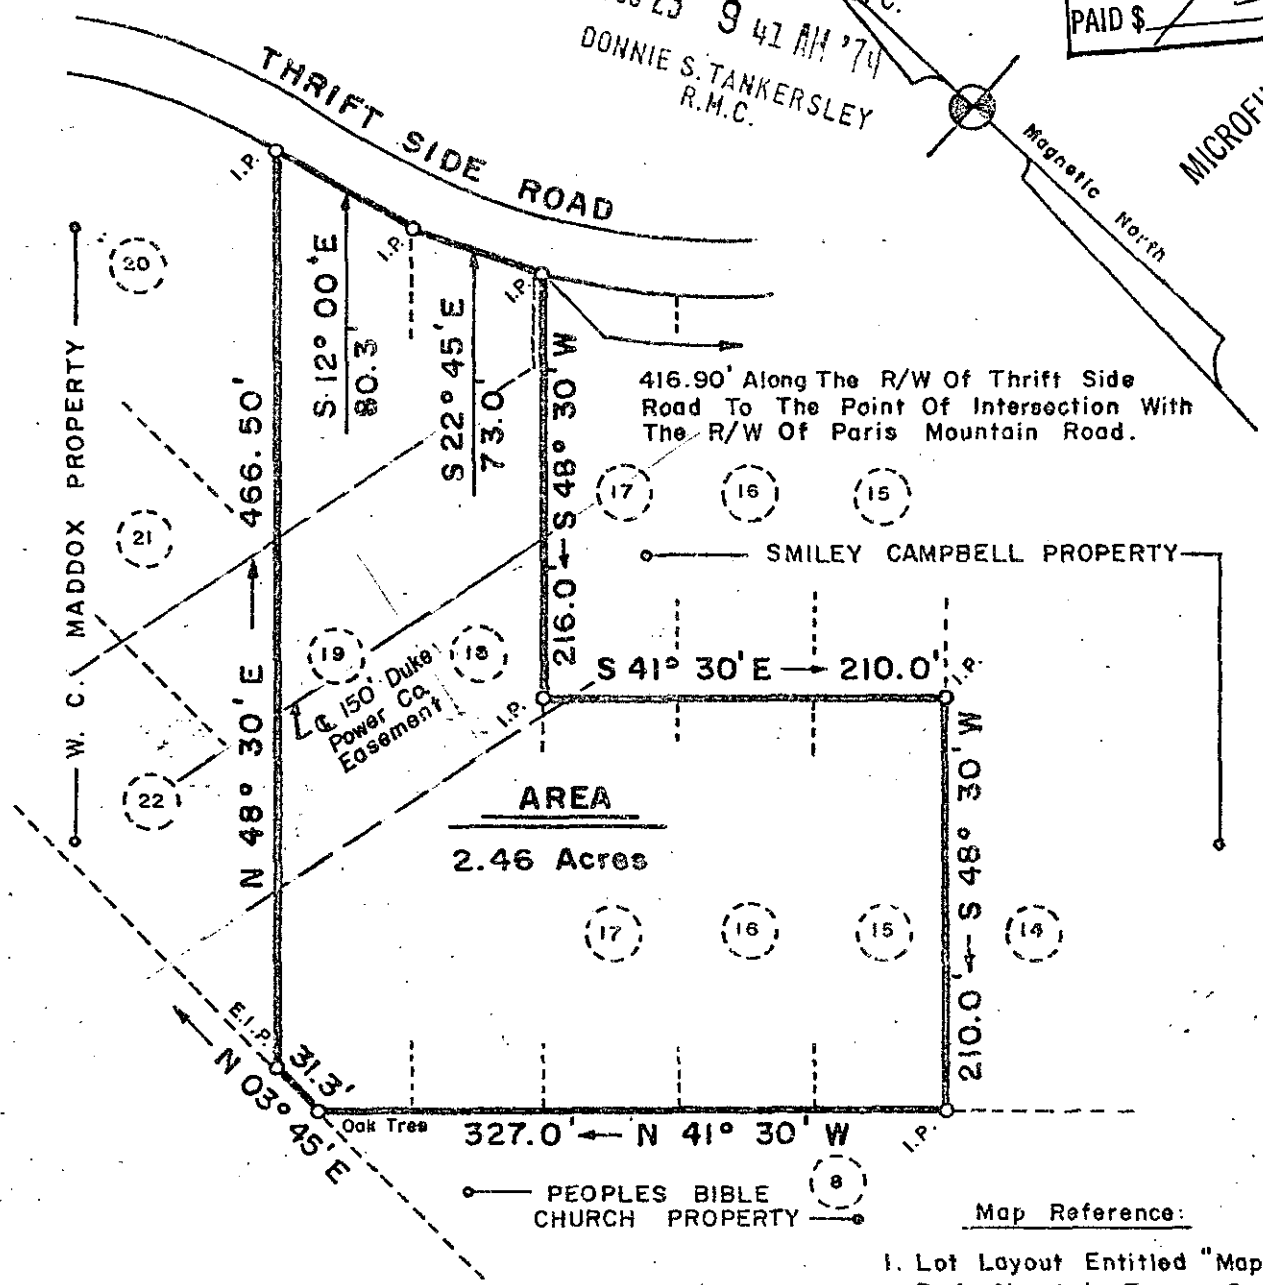 9 41 AM '74
DONNIE S. TANKERSLEY
R.M.C.
PAID $
MICROFI
Magnetic North
THRIFT SIDE ROAD
I.P.
I.P.
I.P.
S 12° 00' E
80.3'
S 22° 45' E
73.0'
216.0' ← S 48° 30' W
416.90' Along The R/W Of Thrift Side
Road To The Point Of Intersection With
The R/W Of Paris Mountain Road.
20
21
22
W. C. MADDOX PROPERTY
N 48° 30' E → 466.50'
17 16 15
SMILEY CAMPBELL PROPERTY
19 18
℄ 150' Duke
Power Co.
Easement
I.P.
S 41° 30' E → 210.0'
I.P.
AREA
2.46 Acres
210.0' ← S 48° 30' W
17 16 15 14
E.I.P.
31.3'
N 03° 45' E
Oak Tree
327.0' ← N 41° 30' W
I.P.
8
PEOPLES BIBLE
CHURCH PROPERTY
Map Reference:
1. Lot Layout Entitled "Map